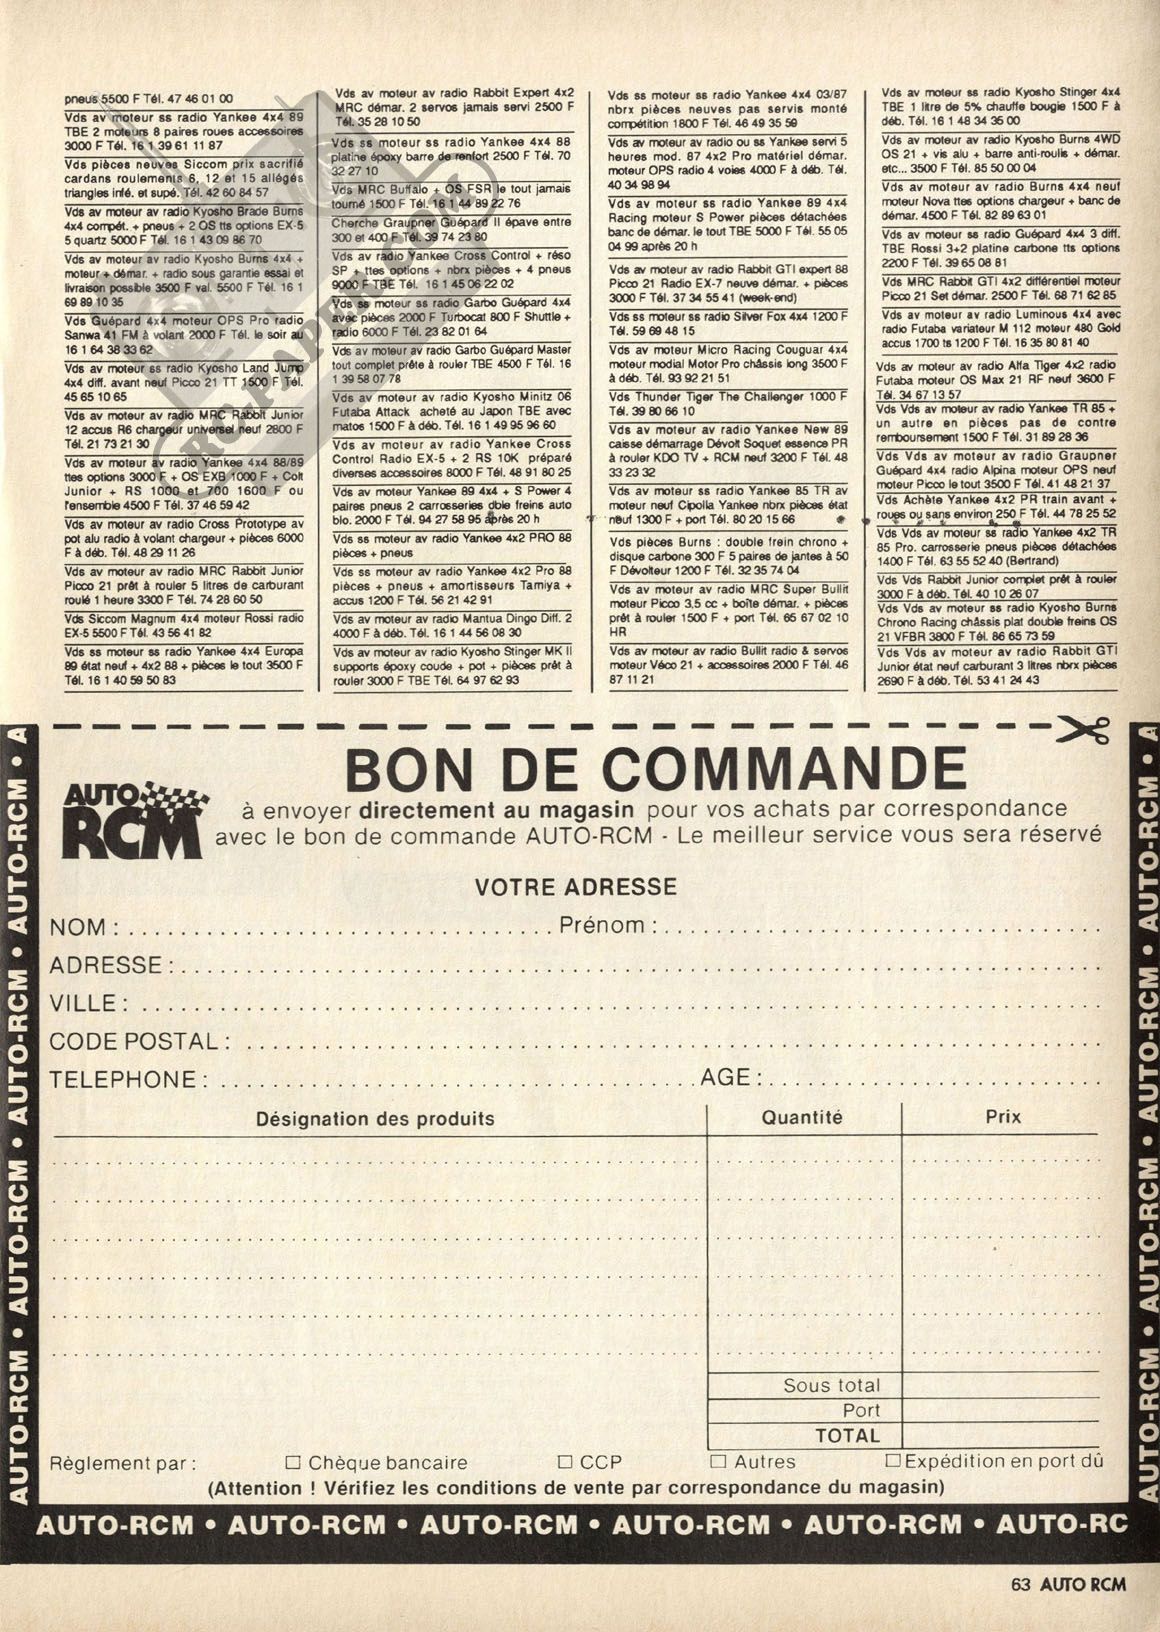 pneus 5500 F Tél. 47 46 01 00
Vds av moteur ss radio Yankee 4x4 89
TBE 2 moteurs 8 paires roues accessoires
3000 F Tél. 16 1 39 61 11 87
Vds pièces neuves Siccom prix sacrifié
cardans roulements 6, 12 et 15 allégés
triangles infé. et supé. Tél. 42 60 84 57
Vds av moteur av radio Kyosho Brade Burns
4x4 compét. + pneus + 2 OS tts options EX-5
5 quartz 5000 F Tél. 16 1 43 09 86 70
Vds av moteur av radio Kyosho Burns 4x4 +
moteur + démar. + radio sous garantie essai et
livraison possible 3500 F val. 5500 F Tél. 16 1
69 89 10 35
Vds Guépard 4x4 moteur OPS Pro radio
Sanwa 41 FM à volant 2000 F Tél. le soir au
16 1 64 38 33 62
Vds av moteur ss radio Kyosho Land Jump
4x4 diff. avant neuf Picco 21 TT 1500 F Tél.
45 65 10 65
Vds av moteur av radio MRC Rabbit Junior
12 accus R6 chargeur universel neuf 2800 F
Tél. 21 73 21 30
Vds av moteur av radio Yankee 4x4 88/89
ttes options 3000 F + OS EXB 1000 F + Colt
Junior + RS 1000 et 700 1600 F ou
l'ensemble 4500 F Tél. 37 46 59 42
Vds av moteur av radio Cross Prototype av
pot alu radio à volant chargeur + pièces 6000
F à déb. Tél. 48 29 11 26
Vds av moteur av radio MRC Rabbit Junior
Picco 21 prêt à rouler 5 litres de carburant
roulé 1 heure 3300 F Tél. 74 28 60 50
Vds Siccom Magnum 4x4 moteur Rossi radio
EX-5 5500 F Tél. 43 56 41 82
Vds ss moteur ss radio Yankee 4x4 Europa
89 état neuf + 4x2 88 + pièces le tout 3500 F
Tél. 16 1 40 59 50 83
Vds av moteur av radio Rabbit Expert 4x2
MRC démar. 2 servos jamais servi 2500 F
Tél. 35 28 10 50
Vds ss moteur ss radio Yankee 4x4 88
platine époxy barre de renfort 2500 F Tél. 70
32 27 10
Vds MRC Buffalo + OS FSR le tout jamais
tourné 1500 F Tél. 16 1 44 89 22 76
Cherche Graupner Guépard II épave entre
300 et 400 F Tél. 39 74 23 80
Vds av radio Yankee Cross Control + réso
SP + ttes options + nbrx pièces + 4 pneus
9000 F TBE Tél. 16 1 45 06 22 02
Vds ss moteur ss radio Garbo Guépard 4x4
avec pièces 2000 F Turbocat 800 F Shuttle +
radio 6000 F Tél. 23 82 01 64
Vds av moteur av radio Garbo Guépard Master
tout complet prête à rouler TBE 4500 F Tél. 16
1 39 58 07 78
Vds av moteur av radio Kyosho Minitz 06
Futaba Attack acheté au Japon TBE avec
matos 1500 F à déb. Tél. 16 1 49 95 96 60
Vds av moteur av radio Yankee Cross
Control Radio EX-5 + 2 RS 10K préparé
diverses accessoires 8000 F Tél. 48 91 80 25
Vds av moteur Yankee 89 4x4 + S Power 4
paires pneus 2 carrosseries dble freins auto
blo. 2000 F Tél. 94 27 58 95 après 20 h
Vds ss moteur av radio Yankee 4x2 PRO 88
pièces + pneus
Vds ss moteur av radio Yankee 4x2 Pro 88
pièces + pneus + amortisseurs Tamiya +
accus 1200 F Tél. 56 21 42 91
Vds av moteur av radio Mantua Dingo Diff. 2
4000 F à déb. Tél. 16 1 44 56 08 30
Vds av moteur av radio Kyosho Stinger MK II
supports époxy coude + pot + pièces prêt à
rouler 3000 F TBE Tél. 64 97 62 93
Vds ss moteur ss radio Yankee 4x4 03/87
nbrx pièces neuves pas servis monté
compétition 1800 F Tél. 46 49 35 59
Vds av moteur av radio ou ss Yankee servi 5
heures mod. 87 4x2 Pro matériel démar.
moteur OPS radio 4 voies 4000 F à déb. Tél.
40 34 98 94
Vds av moteur ss radio Yankee 89 4x4
Racing moteur S Power pièces détachées
banc de démar. le tout TBE 5000 F Tél. 55 05
04 99 après 20 h
Vds av moteur av radio Rabbit GTI expert 88
Picco 21 Radio EX-7 neuve démar. + pièces
3000 F Tél. 37 34 55 41 (week-end)
Vds ss moteur ss radio Silver Fox 4x4 1200 F
Tél. 59 69 48 15
Vds av moteur Micro Racing Couguar 4x4
moteur modial Motor Pro châssis long 3500 F
à déb. Tél. 93 92 21 51
Vds Thunder Tiger The Challenger 1000 F
Tél. 39 80 66 10
Vds av moteur av radio Yankee New 89
caisse démarrage Dévolt Soquet essence PR
à rouler KDO TV + RCM neuf 3200 F Tél. 48
33 23 32
Vds av moteur ss radio Yankee 85 TR av
moteur neuf Cipolla Yankee nbrx pièces état
neuf 1300 F + port Tél. 80 20 15 66
Vds pièces Burns : double frein chrono +
disque carbone 300 F 5 paires de jantes à 50
F Dévolteur 1200 F Tél. 32 35 74 04
Vds av moteur av radio MRC Super Bullit
moteur Picco 3,5 cc + boîte démar. + pièces
prêt à rouler 1500 F + port Tél. 65 67 02 10
HR
Vds av moteur av radio Bullit radio & servos
moteur Véco 21 + accessoires 2000 F Tél. 46
87 11 21
Vds av moteur ss radio Kyosho Stinger 4x4
TBE 1 litre de 5% chauffe bougie 1500 F à
déb. Tél. 16 1 48 34 36 00
Vds av moteur av radio Kyosho Burns 4WD
OS 21 + vis alu + barre anti-roulis + démar.
etc... 3500 F Tél. 85 50 00 04
Vds av moteur av radio Burns 4x4 neuf
moteur Nova ttes options chargeur + banc de
démar. 4500 F Tél. 82 89 63 01
Vds av moteur ss radio Guépard 4x4 3 diff.
TBE Rossi 3+2 platine carbone tts options
2200 F Tél. 39 65 08 81
Vds MRC Rabbit GTI 4x2 différentiel moteur
Picco 21 Set démar. 2500 F Tél. 68 71 62 85
Vds av moteur av radio Luminous 4x4 avec
radio Futaba variateur M 112 moteur 480 Gold
accus 1700 ts 1200 F Tél. 16 35 80 81 40
Vds av moteur av radio Alfa Tiger 4x2 radio
Futaba moteur OS Max 21 RF neuf 3600 F
Tél. 34 67 13 57
Vds Vds av moteur av radio Yankee TR 85 +
un autre en pièces pas de contre
remboursement 1500 F Tél. 31 89 28 36
Vds Vds av moteur av radio Graupner
Guépard 4x4 radio Alpina moteur OPS neuf
moteur Picco le tout 3500 F Tél. 41 48 21 37
Vds Achète Yankee 4x2 PR train avant +
roues ou sans environ 250 F Tél. 44 78 25 52
Vds av moteur ss radio Yankee 4x2 TR
85 Pro. carrosserie pneus pièces détachées
1400 F Tél. 63 55 52 40 (Bertrand)
Vds Vds Rabbit Junior complet prêt à rouler
3000 F à déb. Tél. 40 10 26 07
Vds Vds av moteur ss radio Kyosho Burns
Chrono Racing châssis plat double freins OS
21 VFBR 3800 F Tél. 86 65 73 59
Vds Vds av moteur av radio Rabbit GTI
Junior état neuf carburant 3 litres nbrx pièces
2690 F à déb. Tél. 53 41 24 43
RC-PAPER.COM
BON DE COMMANDE
AUTO RCM
à envoyer directement au magasin pour vos achats par correspondance
avec le bon de commande AUTO-RCM - Le meilleur service vous sera réservé
VOTRE ADRESSE
NOM : Prénom :
ADRESSE :
VILLE :
CODE POSTAL :
TELEPHONE : AGE :
Désignation des produits Quantité Prix
Sous total
Port
TOTAL
Règlement par : □ Chèque bancaire □ CCP □ Autres □ Expédition en port dû
(Attention ! Vérifiez les conditions de vente par correspondance du magasin)
AUTO-RCM • AUTO-RCM • AUTO-RCM • AUTO-RCM • A
AUTO-RCM • AUTO-RCM • AUTO-RCM • AUTO-RCM • A
AUTO-RCM • AUTO-RCM • AUTO-RCM • AUTO-RCM • AUTO-RCM • AUTO-RC
63 AUTO RCM